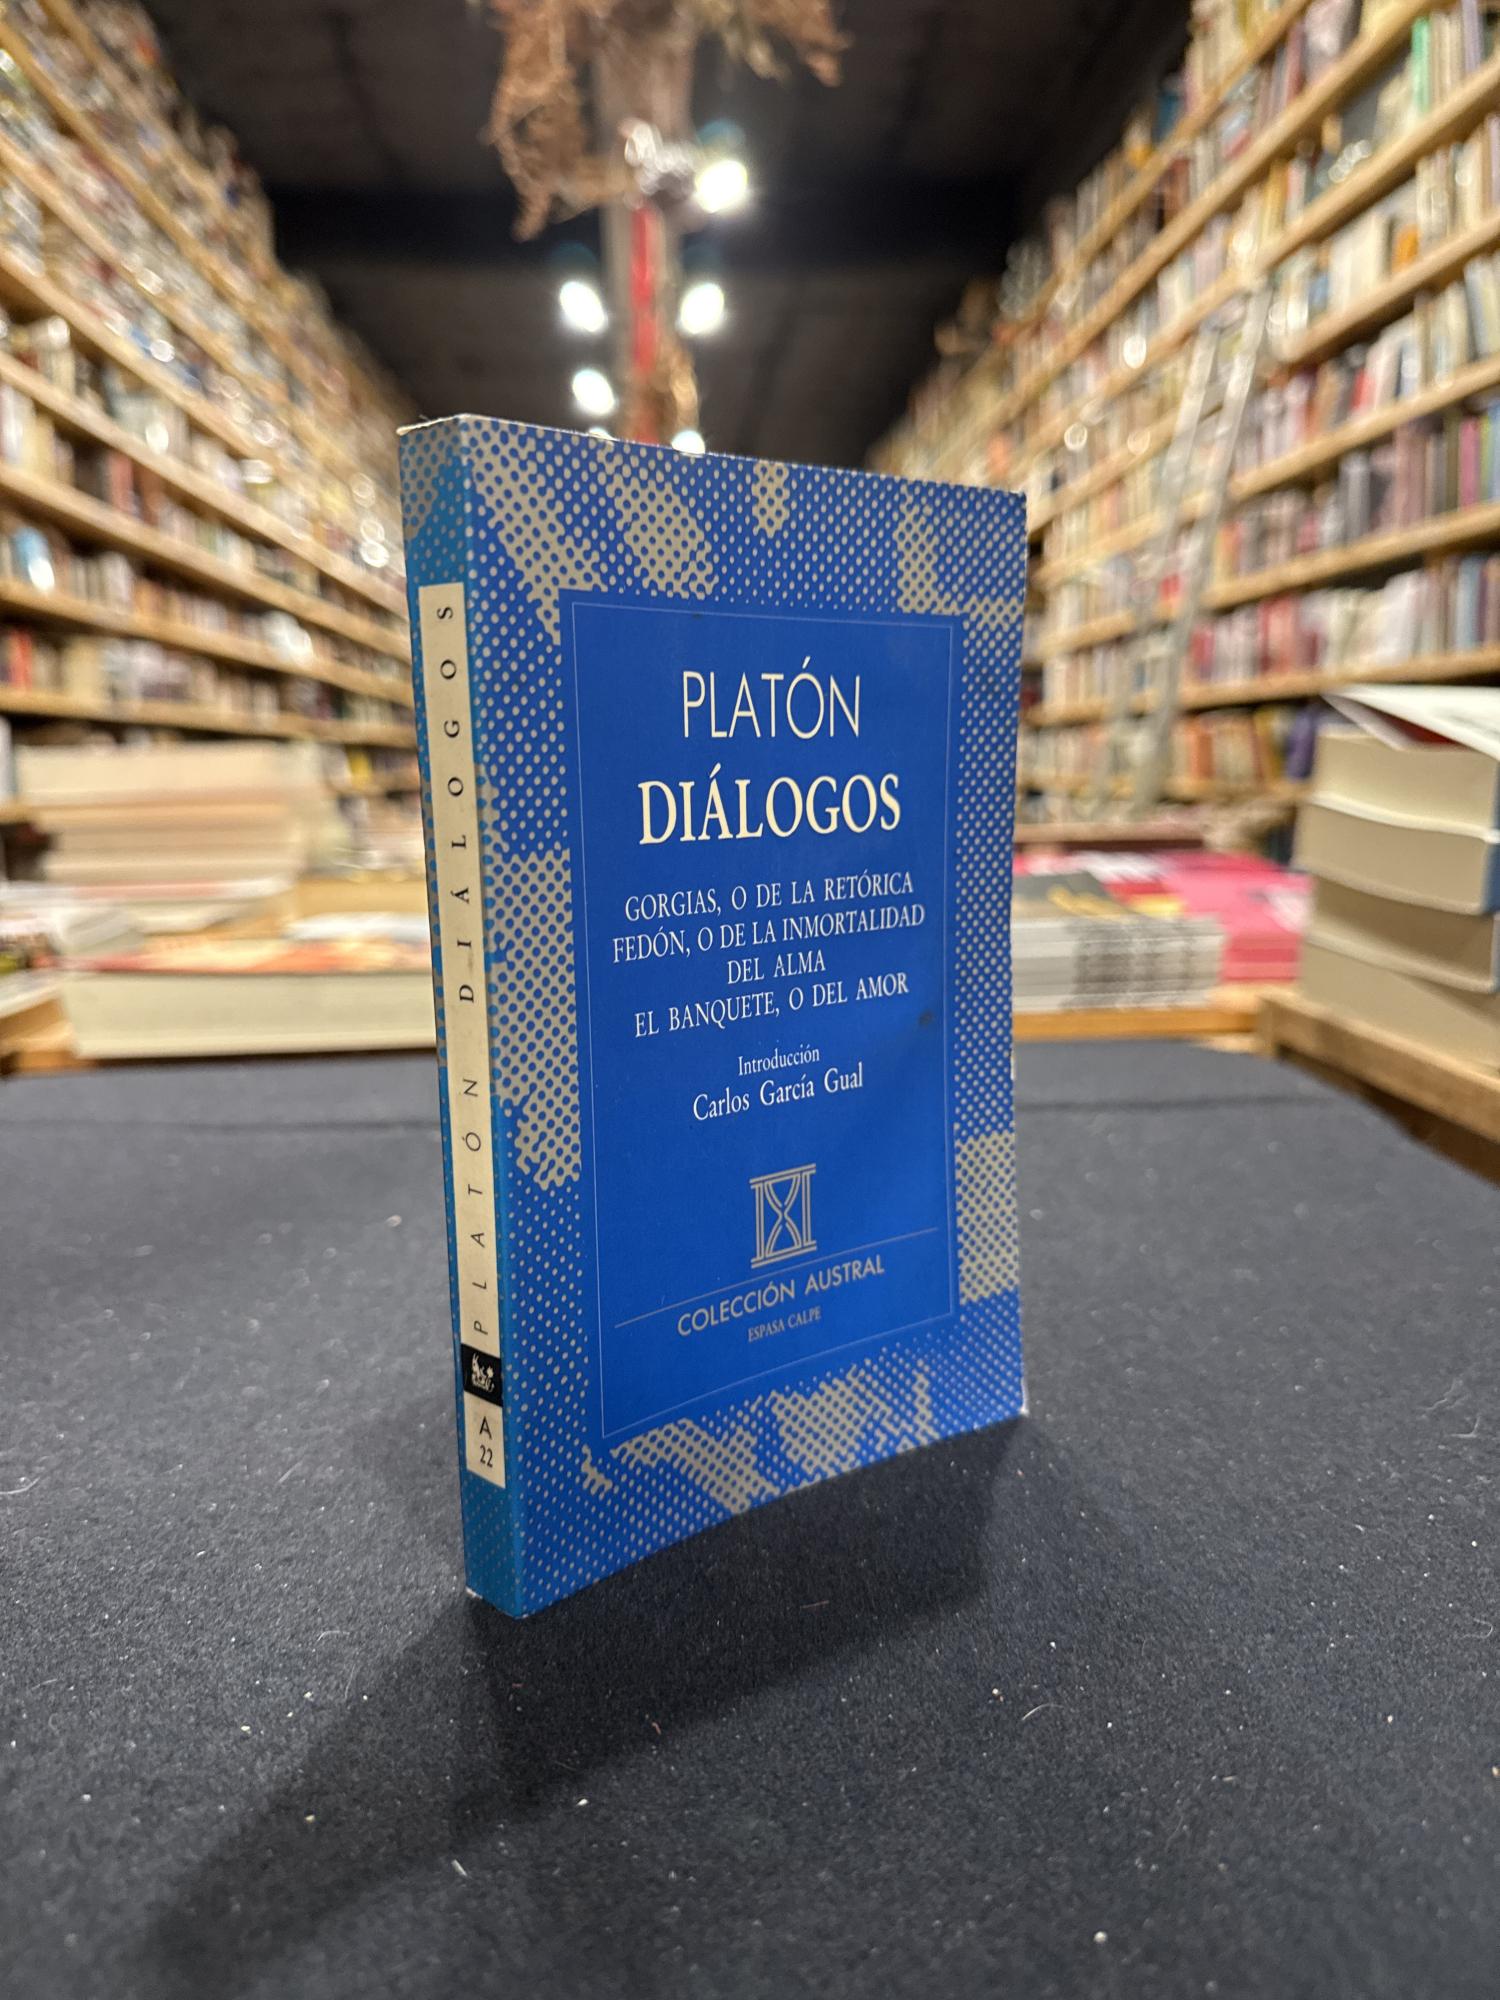 PLATÓN DIÁLOGOS
A
22
PLATÓN
DIÁLOGOS
GORGIAS, O DE LA RETÓRICA
FEDÓN, O DE LA INMORTALIDAD
DEL ALMA
EL BANQUETE, O DEL AMOR
Introducción
Carlos García Gual
COLECCIÓN AUSTRAL
ESPASA CALPE